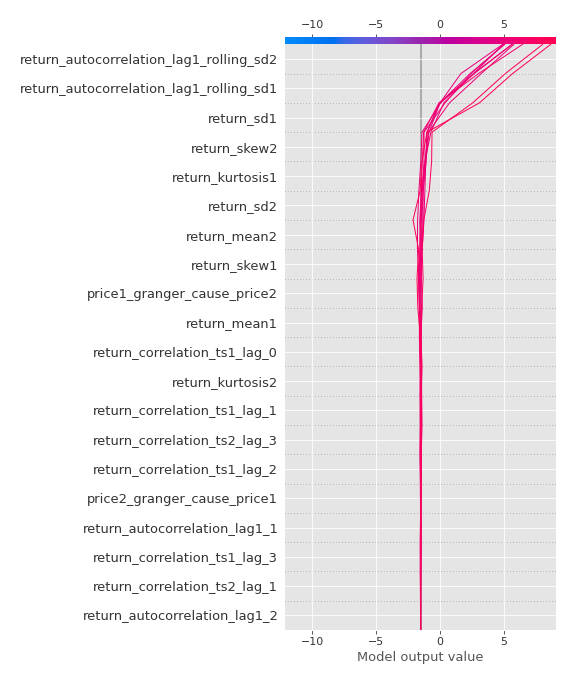 −10 −5 0 5
return_autocorrelation_lag1_rolling_sd2
return_autocorrelation_lag1_rolling_sd1
return_sd1
return_skew2
return_kurtosis1
return_sd2
return_mean2
return_skew1
price1_granger_cause_price2
return_mean1
return_correlation_ts1_lag_0
return_kurtosis2
return_correlation_ts1_lag_1
return_correlation_ts2_lag_3
return_correlation_ts1_lag_2
price2_granger_cause_price1
return_autocorrelation_lag1_1
return_correlation_ts1_lag_3
return_correlation_ts2_lag_1
return_autocorrelation_lag1_2
−10 −5 0 5
Model output value